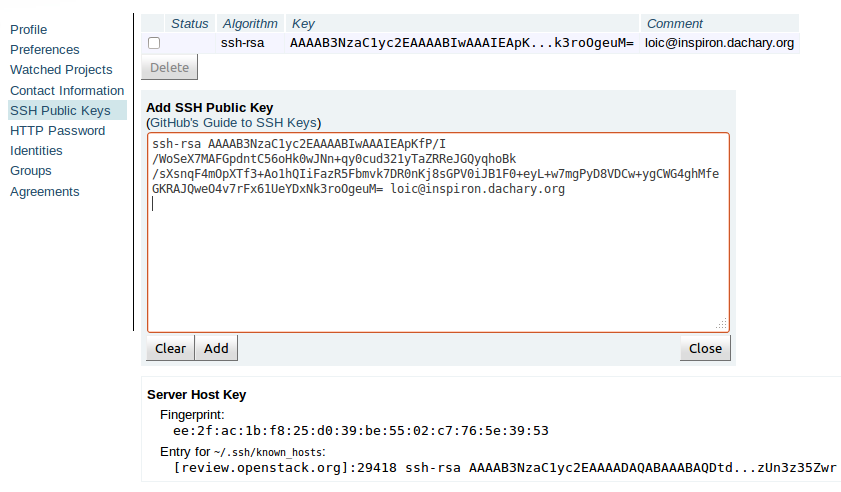 Profile
Preferences
Watched Projects
Contact Information
SSH Public Keys
HTTP Password
Identities
Groups
Agreements
Status Algorithm Key Comment
ssh-rsa AAAAB3NzaC1yc2EAAAABIwAAAIEApK...k3roOgeuM= loic@inspiron.dachary.org
Delete
Add SSH Public Key
(GitHub's Guide to SSH Keys)
ssh-rsa AAAAB3NzaC1yc2EAAAABIwAAAIEApKfP/I
/WoSeX7MAFGpdntC56oHk0wJNn+qy0cud321yTaZRReJGQyqhoBk
/sXsnqF4mOpXTf3+Ao1hQIiFazR5Fbmvk7DR0nKj8sGPV0iJB1F0+eyL+w7mgPyD8VDCw+ygCWG4ghMfe
GKRAJQweO4v7rFx61UeYDxNk3roOgeuM= loic@inspiron.dachary.org
Clear Add Close
Server Host Key
Fingerprint:
ee:2f:ac:1b:f8:25:d0:39:be:55:02:c7:76:5e:39:53
Entry for ~/.ssh/known_hosts:
[review.openstack.org]:29418 ssh-rsa AAAAB3NzaC1yc2EAAAADAQABAAABAQDtd...zUn3z35Zwr